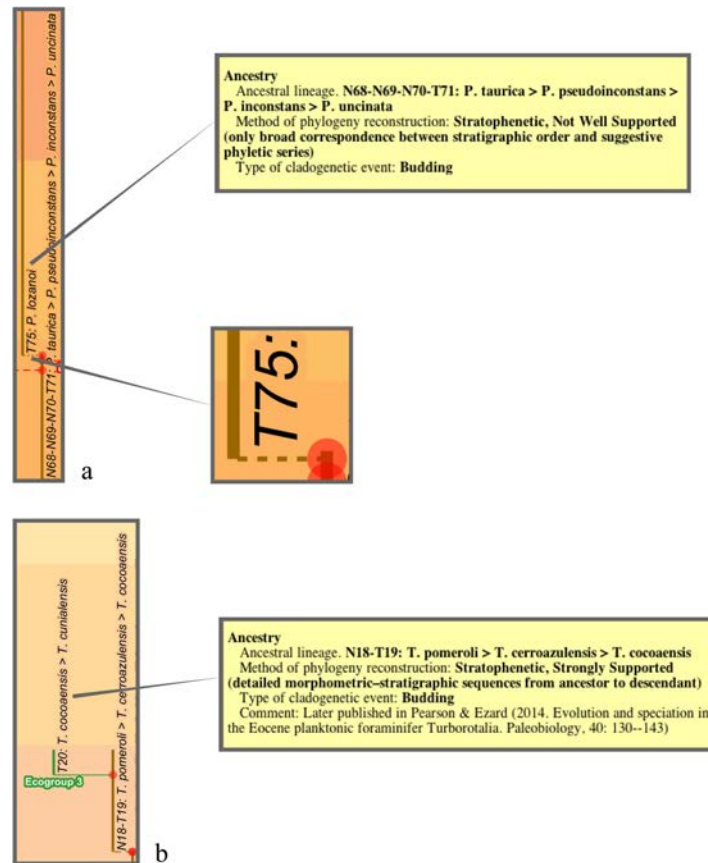 Ancestry
Ancestral lineage. N68-N69-N70-T71: P. taurica > P. pseudoinconstans >
P. inconstans > P. uncinata
Method of phylogeny reconstruction: Stratophenetic, Not Well Supported
(only broad correspondence between stratigraphic order and suggestive
phyletic series)
Type of cladogenetic event: Budding
T75: P. lozanoi
N68-N69-N70-T71: P. taurica > P. pseudoinconstans > P. inconstans > P. uncinata
T75:
a
Ancestry
Ancestral lineage. N18-T19: T. pomeroli > T. cerroazulensis > T. cocoaensis
Method of phylogeny reconstruction: Stratophenetic, Strongly Supported
(detailed morphometric–stratigraphic sequences from ancestor to descendant)
Type of cladogenetic event: Budding
Comment: Later published in Pearson & Ezard (2014. Evolution and speciation in
the Eocene planktonic foraminifer Turborotalia. Paleobiology, 40: 130--143)
T20: T. cocoaensis > T. cunialensis
N18-T19: T. pomeroli > T. cerroazulensis > T. cocoaensis
Ecogroup 3
b